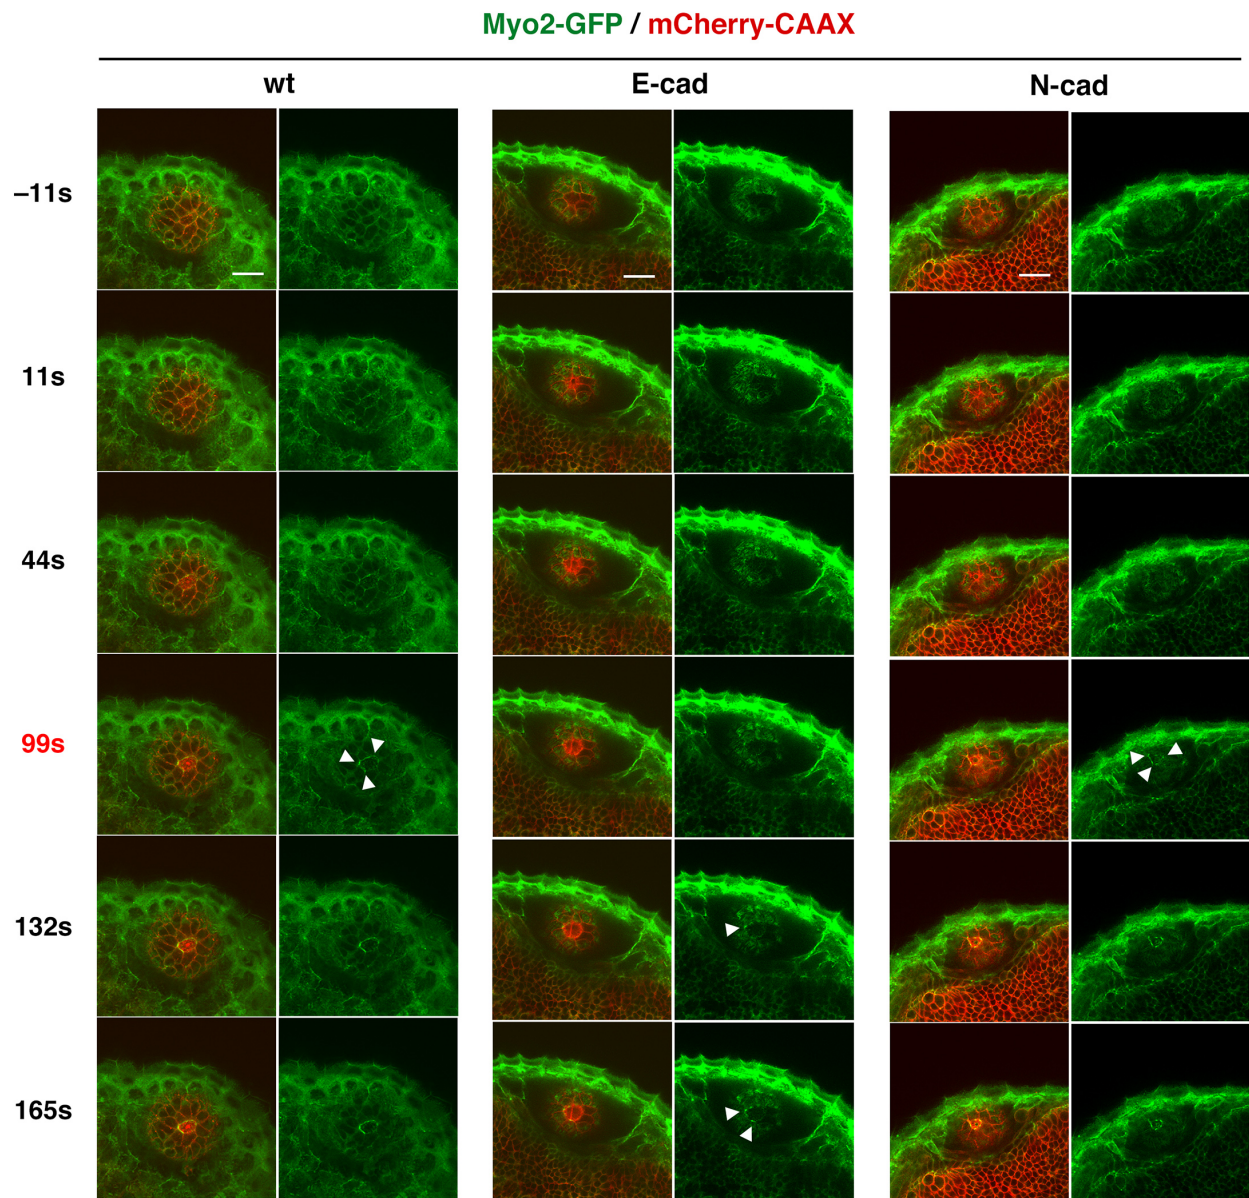 Myo2-GFP / mCherry-CAAX
wt E-cad N-cad
–11s
11s
44s
99s
132s
165s